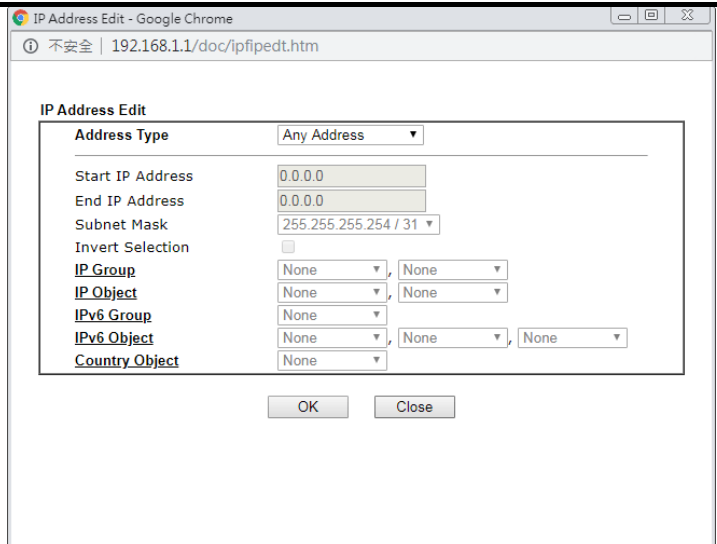 IP Address Edit - Google Chrome
不安全 | 192.168.1.1/doc/ipfipedt.htm
IP Address Edit
Address Type Any Address
Start IP Address 0.0.0.0
End IP Address 0.0.0.0
Subnet Mask 255.255.255.254 / 31
Invert Selection
IP Group None , None
IP Object None , None
IPv6 Group None
IPv6 Object None , None , None
Country Object None
OK Close